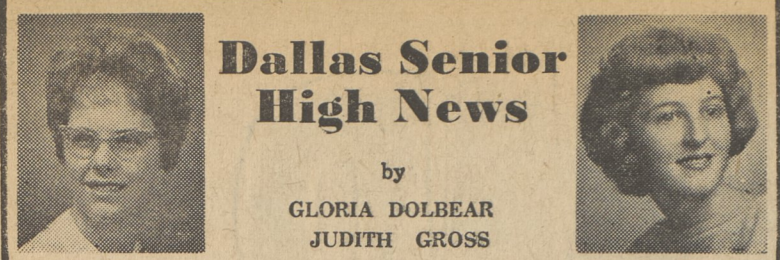 Dallas Senior
High News
by
GLORIA DOLBEAR
JUDITH GROSS